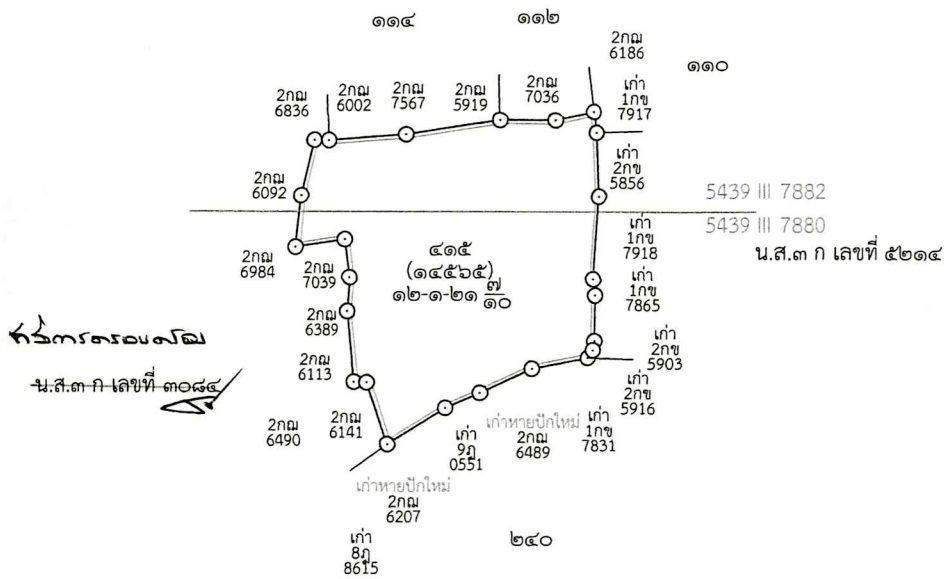 ๑๑๔
๑๑๒
2กฌ
6186
๑๑๐
2กฌ
6836
2กฌ
6002
2กฌ
7567
2กฌ
5919
2กฌ
7036
เก่า
1กข
7917
เก่า
2กข
5856
2กฌ
6092
5439 III 7882
5439 III 7880
น.ส.๓ ก เลขที่ ๕๒๑๔
2กฌ
6984
2กฌ
7039
๔๑๕
(๑๔๕๖๕)
๑๒-๑-๒๑ ๗/๑๐
เก่า
1กข
7918
เก่า
1กข
7865
2กฌ
6389
น.ส.๓ ก เลขที่ ๓๐๘๔
2กฌ
6113
เก่า
2กข
5903
เก่า
2กข
5916
2กฌ
6490
2กฌ
6141
เก่า
9ฎ
0551
เก่าหายปักใหม่
2กฌ
6489
เก่า
1กข
7831
เก่าหายปักใหม่
2กฌ
6207
เก่า
8ฎ
8615
๒๔๐